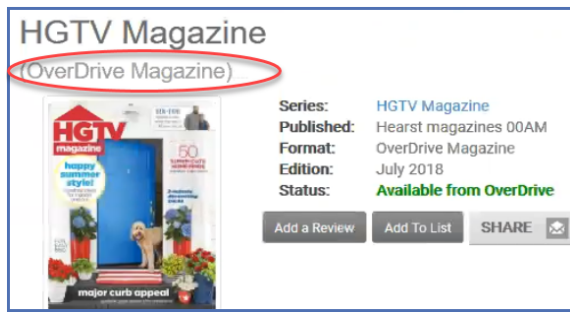 HGTV Magazine
(OverDrive Magazine)
Series: HGTV Magazine
Published: Hearst magazines 00AM
Format: OverDrive Magazine
Edition: July 2018
Status: Available from OverDrive
Add a Review Add To List SHARE
HGTV
magazine
happy
summer
style!
50
major curb appeal